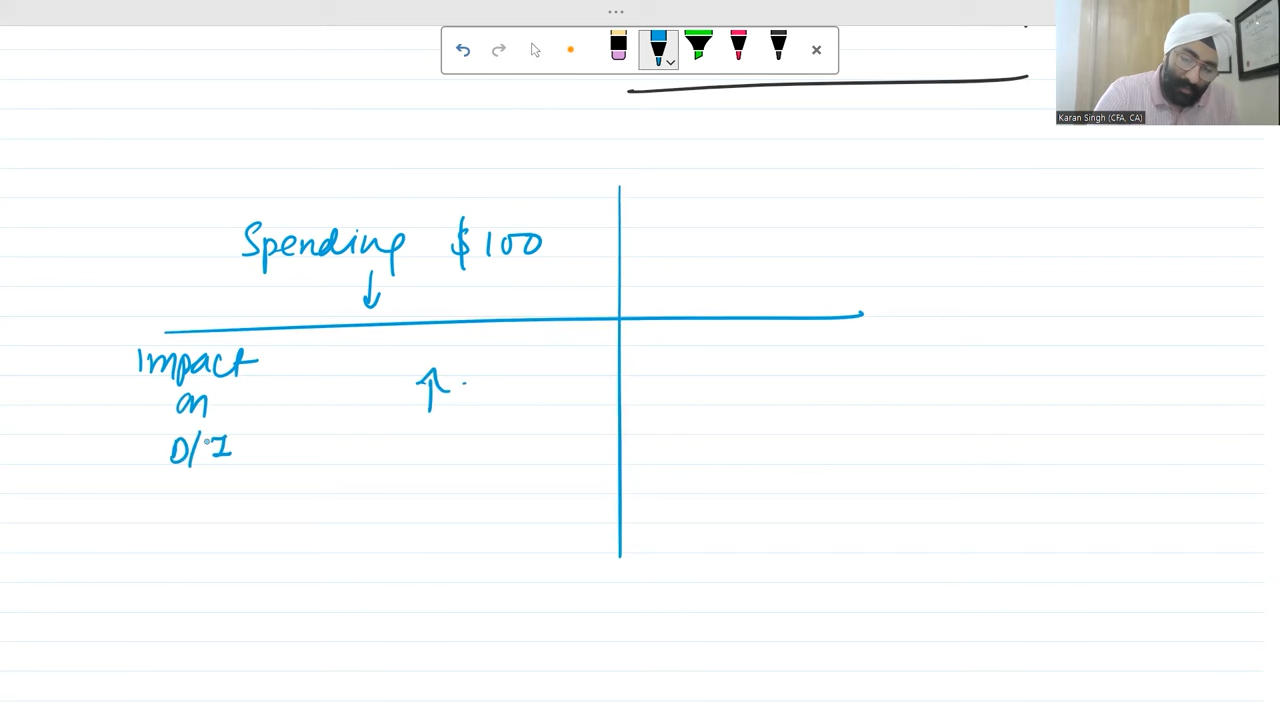 Karan Singh (CFA, CA)
Spending $100
Impact
on
D/I